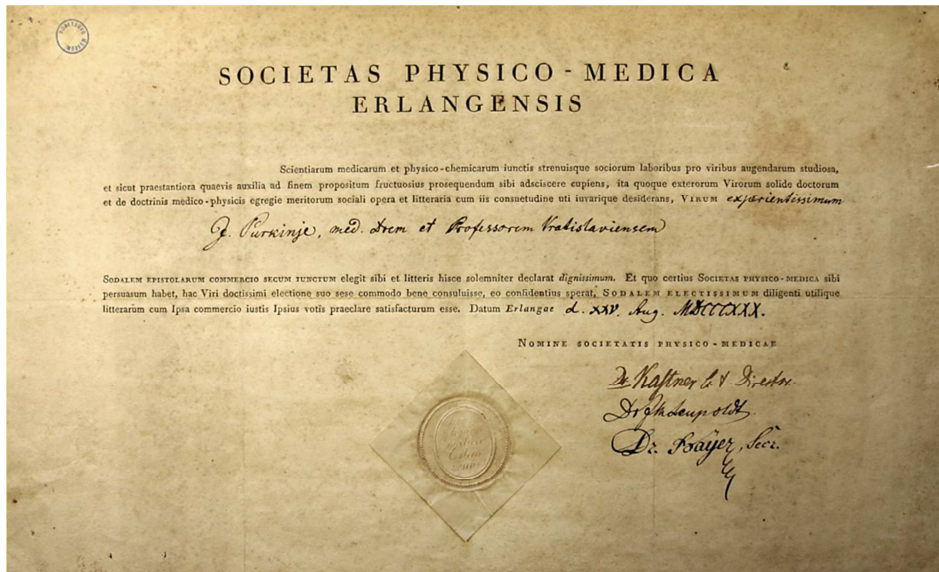 SOCIETAS PHYSICO-MEDICA
ERLANGENSIS
Scientiarum medicarum et physico-chemicarum iunctis strenuisque sociorum laboribus pro viribus augendarum studiosa,
et sicut praestantiora quaevis auxilia ad finem propositum fructuosius prosequendum sibi adsciscere cupiens, ita quoque exterorum Virorum solide doctorum
et de doctrinis medico-physicis egregie meritorum sociali opera et litteraria cum iis consuetudine uti iuvarique desiderans, VIRUM experientissimum
J. Purkinje, med. Drem et Professorem Vratislaviensem
SODALEM EPISTOLARUM COMMERCIO SECUM IUNCTUM elegit sibi et litteris hisce solemniter declarat dignissimum. Et quo certius SOCIETAS PHYSICO-MEDICA sibi
persuasum habet, hac Viri doctissimi electione suo sese commodo bene consuluisse, eo confidentius sperat, SODALEM ELECTISSIMUM diligenti utilique
litterarum cum Ipsa commercio iustis Ipsius votis praeclare satisfacturum esse. Datum Erlangae d. XXV. Aug. MDCCCXXX.
NOMINE SOCIETATIS PHYSICO-MEDICAE
Dr. Kastner Director
Leupoldt
Dr. Bayer, Secr.